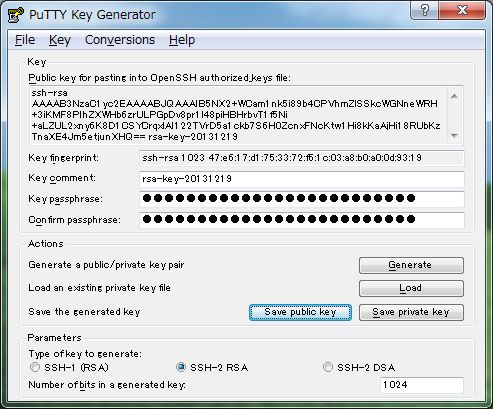 PuTTY Key Generator
File Key Conversions Help
Key
Public key for pasting into OpenSSH authorized_keys file:
ssh-rsa
AAAAB3NzaC1yc2EAAAABJQAAAIB5NX2+WCam1nk5i89b4CPVhmZlSSkcWGNneWRH
+3iKMF8PIhZXWHb6zrULPGpDv8pr1I48piHBHrbvT1f5Ni
+aLZUL2xny6K8D1CSYCrqxlAl122TVrD5a1ckb7S6H0ZcnxFNcKtw1Hi8kKaAjHi18RUbKz
TnaXE4Jm5etjunXHQ== rsa-key-20131219
Key fingerprint: ssh-rsa 1023 47:e6:17:d1:75:33:72:f5:1c:03:a8:b0:a0:0d:93:19
Key comment: rsa-key-20131219
Key passphrase:
Confirm passphrase:
Actions
Generate a public/private key pair Generate
Load an existing private key file Load
Save the generated key Save public key Save private key
Parameters
Type of key to generate:
SSH-1 (RSA) SSH-2 RSA SSH-2 DSA
Number of bits in a generated key: 1024